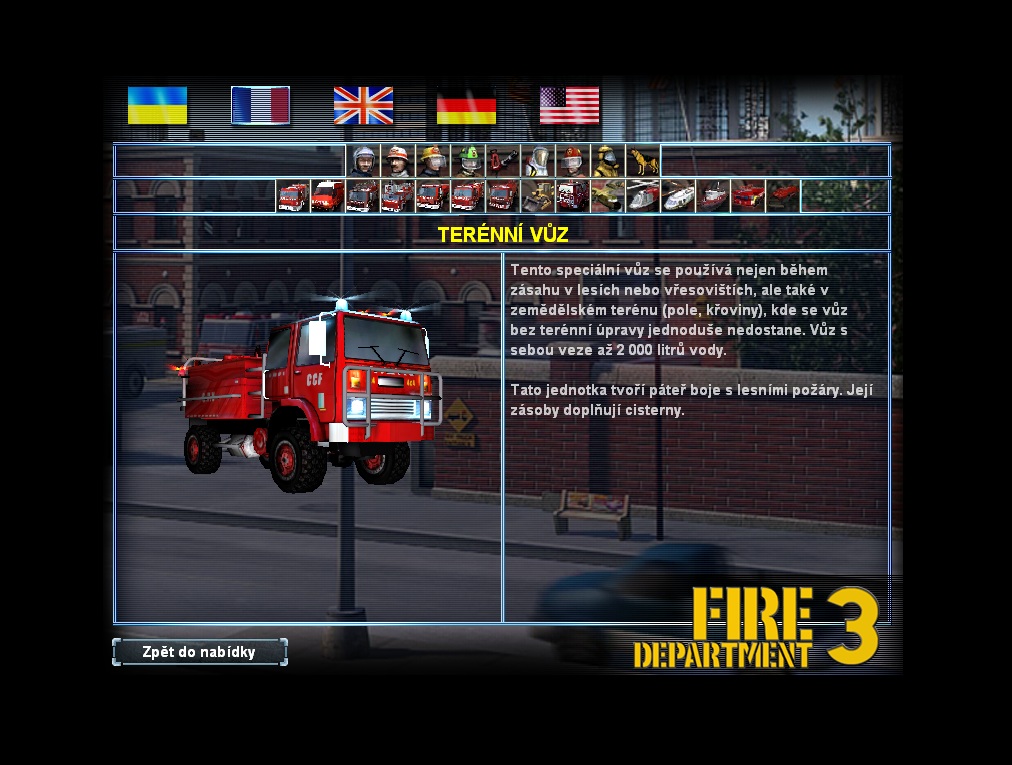 TERÉNNÍ VŮZ
Tento speciální vůz se používá nejen během
zásahu v lesích nebo vřesovištích, ale také v
zemědělském terénu (pole, křoviny), kde se vůz
bez terénní úpravy jednoduše nedostane. Vůz s
sebou veze až 2 000 litrů vody.
Tato jednotka tvoří páteř boje s lesními požáry. Její
zásoby doplňují cisterny.
CCF
FIRE
DEPARTMENT 3
Zpět do nabídky